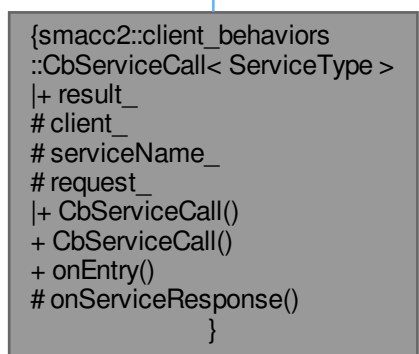 {smacc2::client_behaviors
::CbServiceCall< ServiceType >
|+ result_
# client_
# serviceName_
# request_
|+ CbServiceCall()
+ CbServiceCall()
+ onEntry()
# onServiceResponse()
}